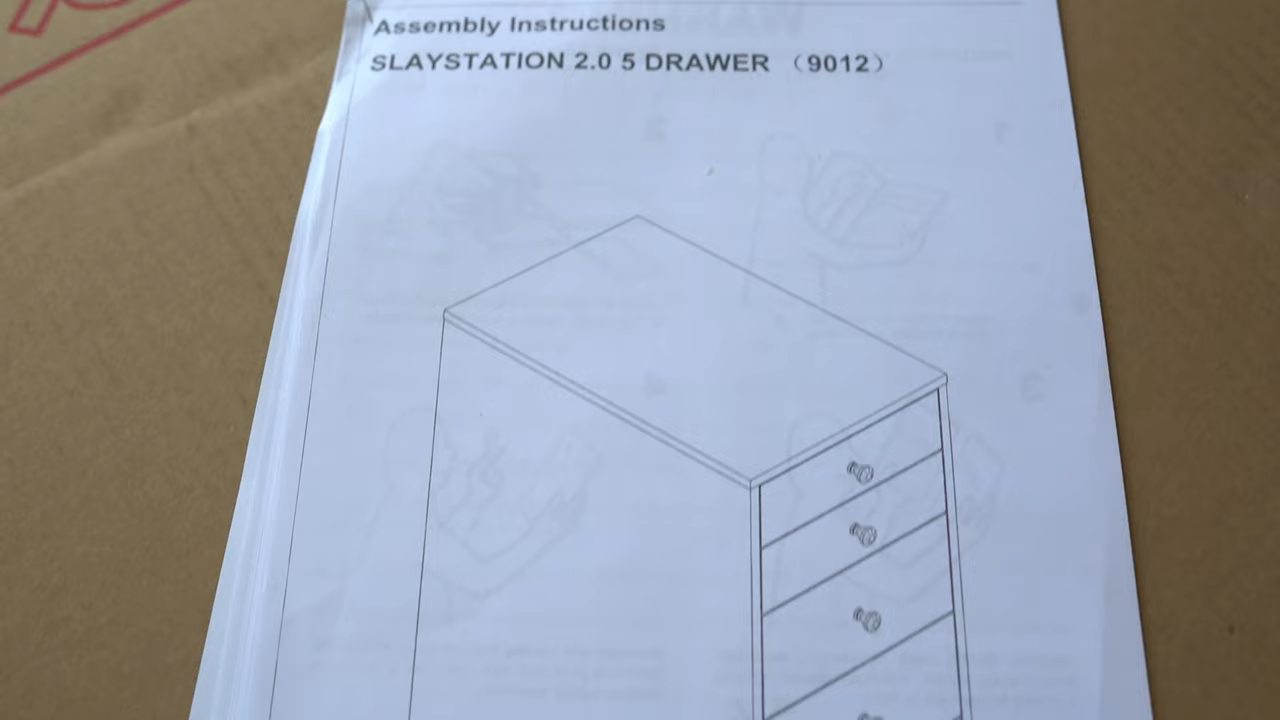 Assembly Instructions
SLAYSTATION 2.0 5 DRAWER （9012）